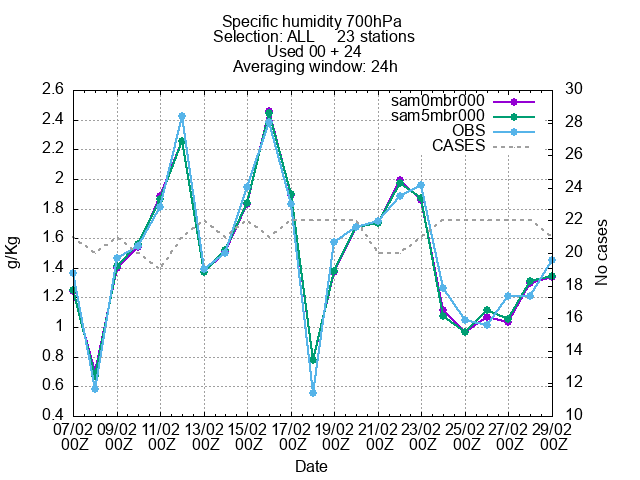 Specific humidity 700hPa
Selection: ALL 23 stations
Used 00 + 24
Averaging window: 24h
sam0mbr000
sam5mbr000
OBS
CASES
g/Kg
2.6
2.4
2.2
2
1.8
1.6
1.4
1.2
1
0.8
0.6
0.4
30
28
26
24
22
20
18
16
14
12
10
No cases
07/02 09/02 11/02 13/02 15/02 17/02 19/02 21/02 23/02 25/02 27/02 29/02
00Z 00Z 00Z 00Z 00Z 00Z 00Z 00Z 00Z 00Z 00Z 00Z
Date